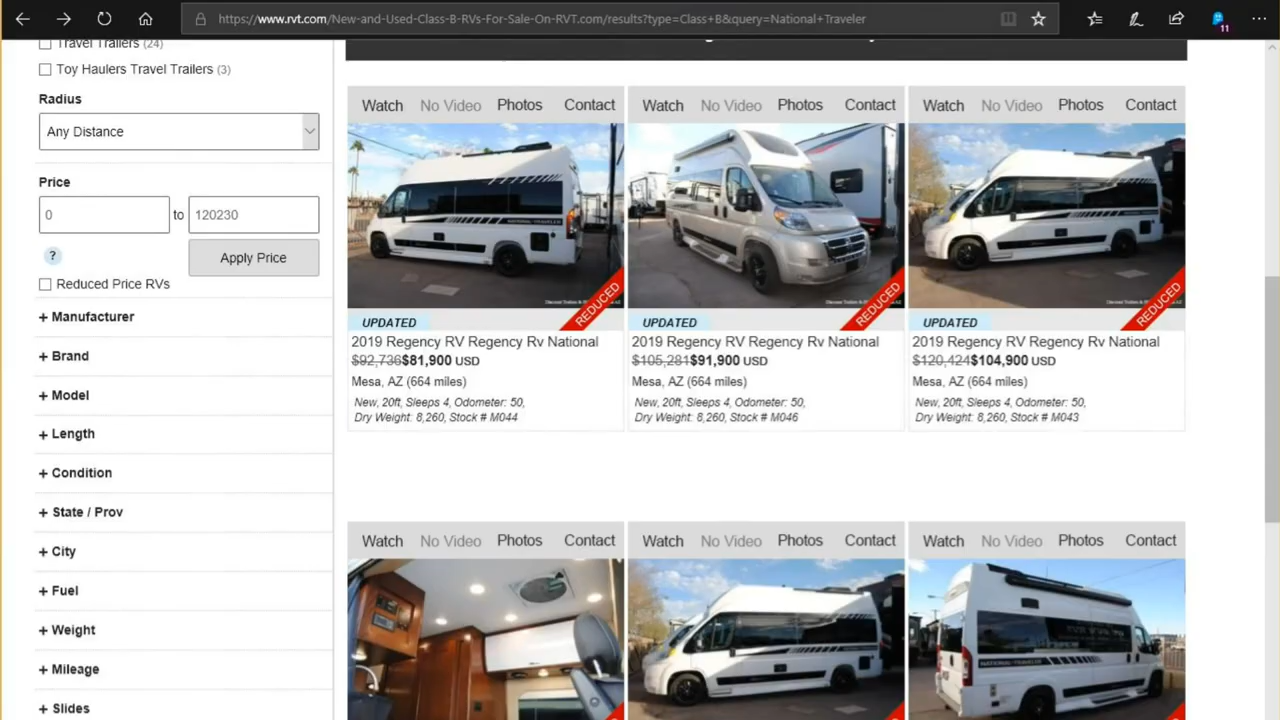 https://www.rvt.com/New-and-Used-Class-B-RVs-For-Sale-On-RVT.com/results?type=Class+B&query=National+Traveler
11
Travel Trailers (24)
Toy Haulers Travel Trailers (3)
Radius
Any Distance
Price
0 to 120230
? Apply Price
Reduced Price RVs
+ Manufacturer
+ Brand
+ Model
+ Length
+ Condition
+ State / Prov
+ City
+ Fuel
+ Weight
+ Mileage
+ Slides
Watch No Video Photos Contact
NATIONAL TRAVELER
REDUCED
UPDATED
2019 Regency RV Regency Rv National
$92,736$81,900 USD
Mesa, AZ (664 miles)
New, 20ft, Sleeps 4, Odometer: 50,
Dry Weight: 8,260, Stock # M044
Watch No Video Photos Contact
REDUCED
UPDATED
2019 Regency RV Regency Rv National
$105,281$91,900 USD
Mesa, AZ (664 miles)
New, 20ft, Sleeps 4, Odometer: 50,
Dry Weight: 8,260, Stock # M046
Watch No Video Photos Contact
REDUCED
UPDATED
2019 Regency RV Regency Rv National
$120,424$104,900 USD
Mesa, AZ (664 miles)
New, 20ft, Sleeps 4, Odometer: 50,
Dry Weight: 8,260, Stock # M043
Watch No Video Photos Contact
Watch No Video Photos Contact
Watch No Video Photos Contact
NATIONAL TRAVELER